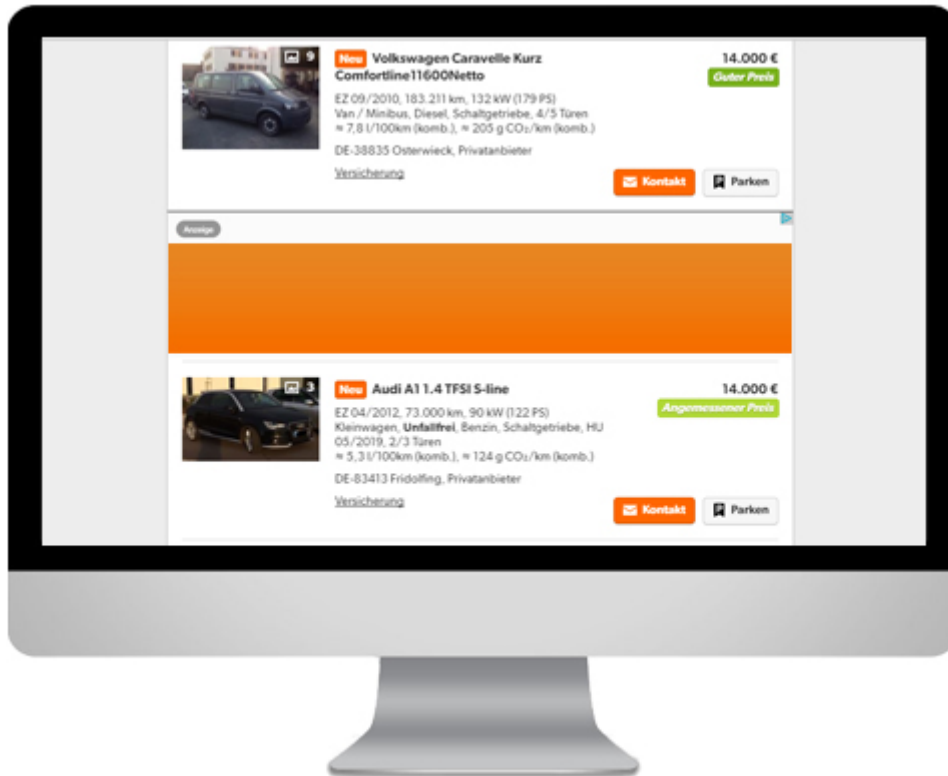 9
Neu Volkswagen Caravelle Kurz
Comfortline11600Netto
14.000 €
Guter Preis
EZ 09/2010, 183.211 km, 132 kW (179 PS)
Van / Minibus, Diesel, Schaltgetriebe, 4/5 Türen
≈ 7,8 l/100km (komb.), ≈ 205 g CO₂/km (komb.)
DE-38835 Osterwieck, Privatanbieter
Versicherung
Kontakt
Parken
Anzeige
3
Neu Audi A1 1.4 TFSI S-line
14.000 €
Angemessener Preis
EZ 04/2012, 73.000 km, 90 kW (122 PS)
Kleinwagen, Unfallfrei, Benzin, Schaltgetriebe, HU
05/2019, 2/3 Türen
≈ 5,3 l/100km (komb.), ≈ 124 g CO₂/km (komb.)
DE-83413 Fridolfing, Privatanbieter
Versicherung
Kontakt
Parken